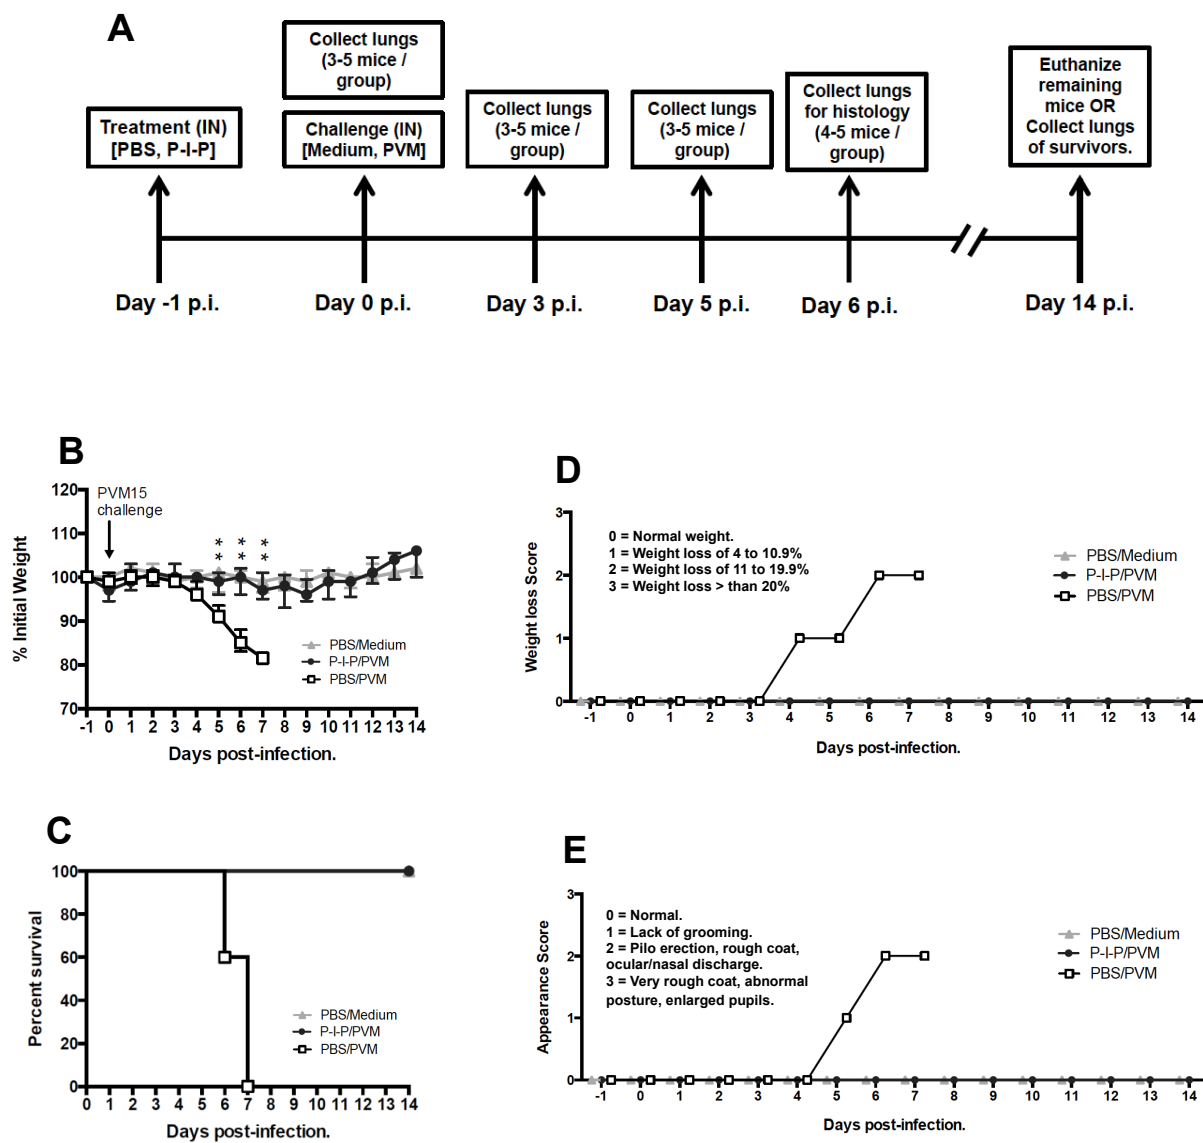 A
Treatment (IN)
[PBS, P-I-P]
Collect lungs
(3-5 mice /
group)
Challenge (IN)
[Medium, PVM]
Collect lungs
(3-5 mice /
group)
Collect lungs
(3-5 mice /
group)
Collect lungs
for histology
(4-5 mice /
group)
Euthanize
remaining
mice OR
Collect lungs
of survivors.
Day -1 p.i.
Day 0 p.i.
Day 3 p.i.
Day 5 p.i.
Day 6 p.i.
Day 14 p.i.
B
% Initial Weight
120
110
100
90
80
70
PVM15
challenge
* * *
* * *
PBS/Medium
P-I-P/PVM
PBS/PVM
-1 0 1 2 3 4 5 6 7 8 9 10 11 12 13 14
Days post-infection.
D
Weight loss Score
3
2
1
0
0 = Normal weight.
1 = Weight loss of 4 to 10.9%
2 = Weight loss of 11 to 19.9%
3 = Weight loss > than 20%
PBS/Medium
P-I-P/PVM
PBS/PVM
-1 0 1 2 3 4 5 6 7 8 9 10 11 12 13 14
Days post-infection.
C
Percent survival
100
80
60
40
20
0
PBS/Medium
P-I-P/PVM
PBS/PVM
0 1 2 3 4 5 6 7 8 9 10 11 12 13 14
Days post-infection.
E
Appearance Score
3
2
1
0
0 = Normal.
1 = Lack of grooming.
2 = Pilo erection, rough coat,
ocular/nasal discharge.
3 = Very rough coat, abnormal
posture, enlarged pupils.
PBS/Medium
P-I-P/PVM
PBS/PVM
-1 0 1 2 3 4 5 6 7 8 9 10 11 12 13 14
Days post-infection.